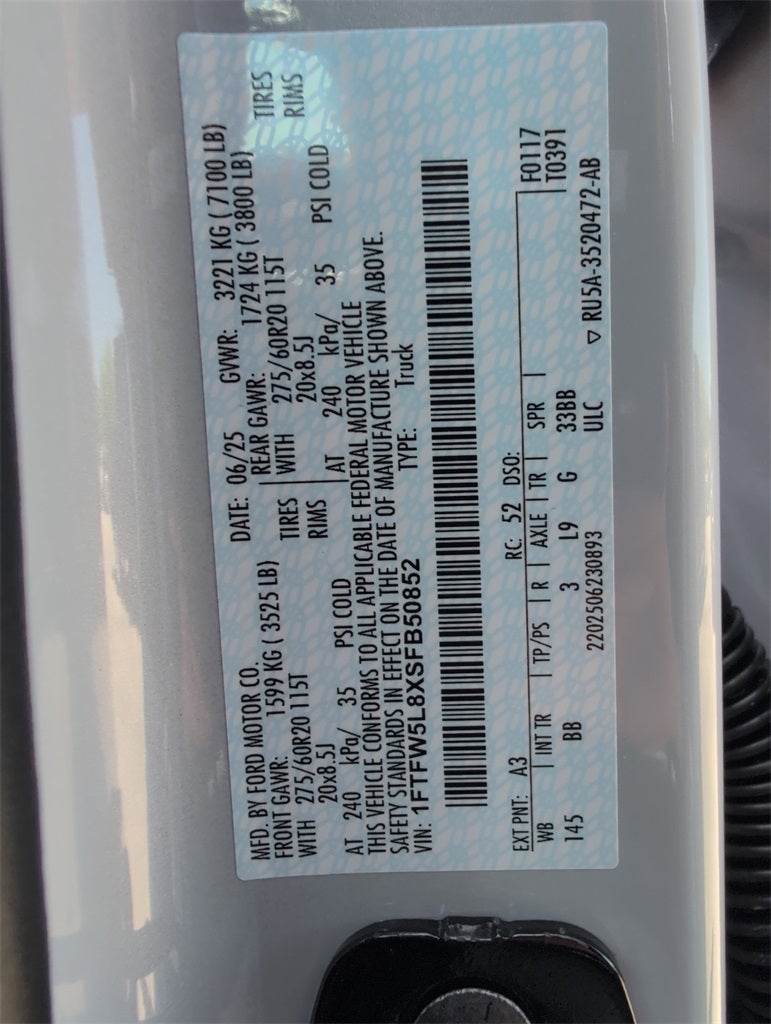 MFD. BY FORD MOTOR CO. DATE: 06/25 GVWR: 3221 KG ( 7100 LB)
FRONT GAWR: 1599 KG ( 3525 LB) REAR GAWR: 1724 KG ( 3800 LB)
WITH 275/60R20 115T TIRES WITH 275/60R20 115T TIRES
20x8.5J RIMS 20x8.5J RIMS
AT 240 kPa/ 35 PSI COLD AT 240 kPa/ 35 PSI COLD
THIS VEHICLE CONFORMS TO ALL APPLICABLE FEDERAL MOTOR VEHICLE
SAFETY STANDARDS IN EFFECT ON THE DATE OF MANUFACTURE SHOWN ABOVE.
VIN: 1FTFW5L8XSFB50852 TYPE: Truck
EXT PNT: A3 RC: 52 DSO: F0117
WB INT TR TP/PS R AXLE TR SPR T0391
145 BB 3 L9 G 33BB
2202506230893 ULC ▽ RU5A-3520472-AB